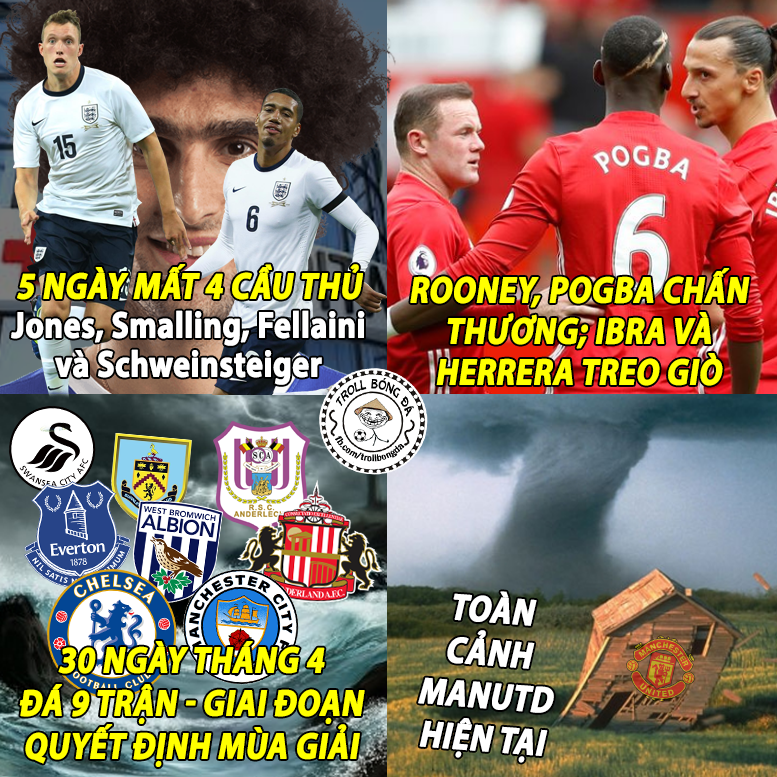 15
6
5 NGÀY MẤT 4 CẦU THỦ
Jones, Smalling, Fellaini
và Schweinsteiger
POGBA
6
ROONEY, POGBA CHẤN
THƯƠNG; IBRA VÀ
HERRERA TREO GIÒ
TROLL BÓNG ĐÁ
fb.com/trollbongda
SWANSEA CITY AFC
R.S.C.
ANDERLECHT
Everton
1878
NIL SATIS
WEST BROMWICH
ALBION
CHELSEA
FOOTBALL CLUB
MANCHESTER CITY
30 NGÀY THÁNG 4
ĐÁ 9 TRẬN - GIAI ĐOẠN
QUYẾT ĐỊNH MÙA GIẢI
TOÀN
CẢNH
MANUTD
HIỆN TẠI
MANCHESTER
UNITED